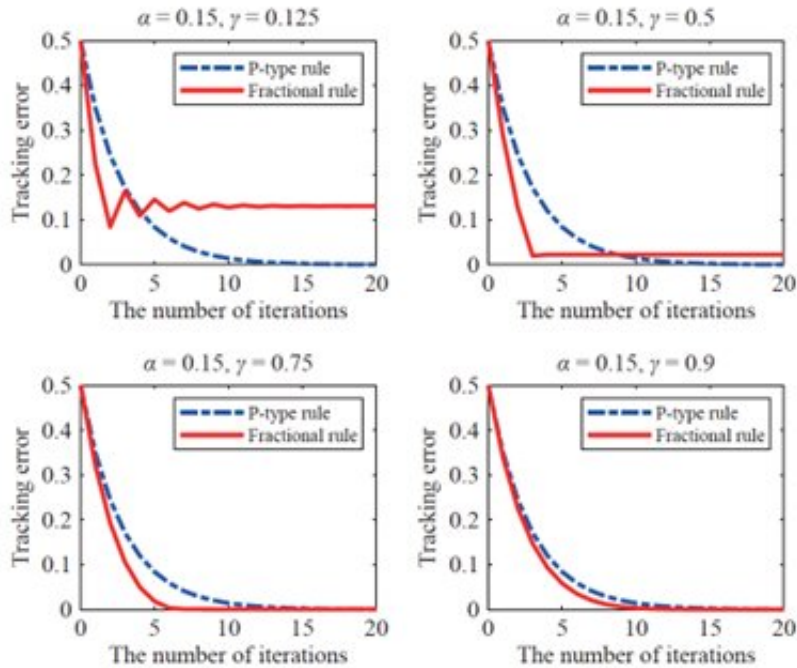 α = 0.15, γ = 0.125
0.5
0.4
0.3
0.2
0.1
0
Tracking error
P-type rule
Fractional rule
0 5 10 15 20
The number of iterations
α = 0.15, γ = 0.5
0.5
0.4
0.3
0.2
0.1
0
Tracking error
P-type rule
Fractional rule
0 5 10 15 20
The number of iterations
α = 0.15, γ = 0.75
0.5
0.4
0.3
0.2
0.1
0
Tracking error
P-type rule
Fractional rule
0 5 10 15 20
The number of iterations
α = 0.15, γ = 0.9
0.5
0.4
0.3
0.2
0.1
0
Tracking error
P-type rule
Fractional rule
0 5 10 15 20
The number of iterations